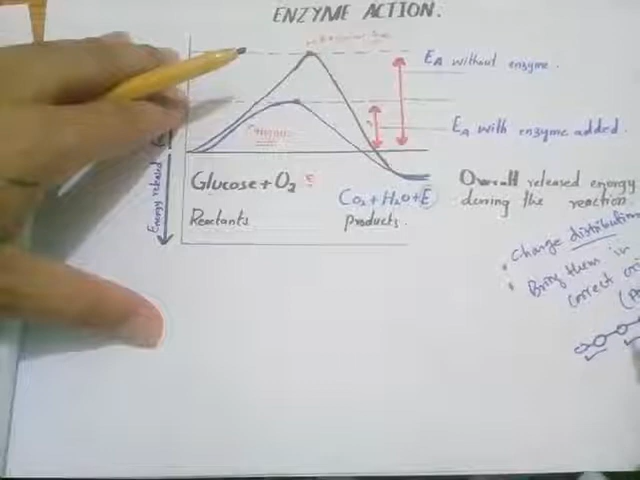 ENZYME ACTION.
EA without enzyme.
EA with enzyme added.
Energy released
Glucose + O2
Co2 + H2O + E
Reactants
Products.
Overall released energy
during the reaction.
• Change distribution
• Bring them in
correct